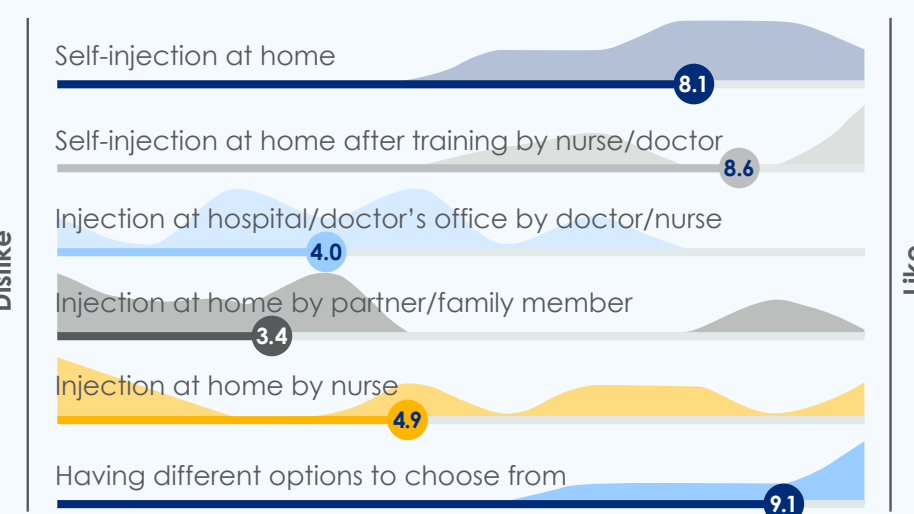 Self-injection at home
8.1
Self-injection at home after training by nurse/doctor
8.6
Injection at hospital/doctor's office by doctor/nurse
4.0
Injection at home by partner/family member
3.4
Injection at home by nurse
4.9
Having different options to choose from
9.1
Dislike
Like